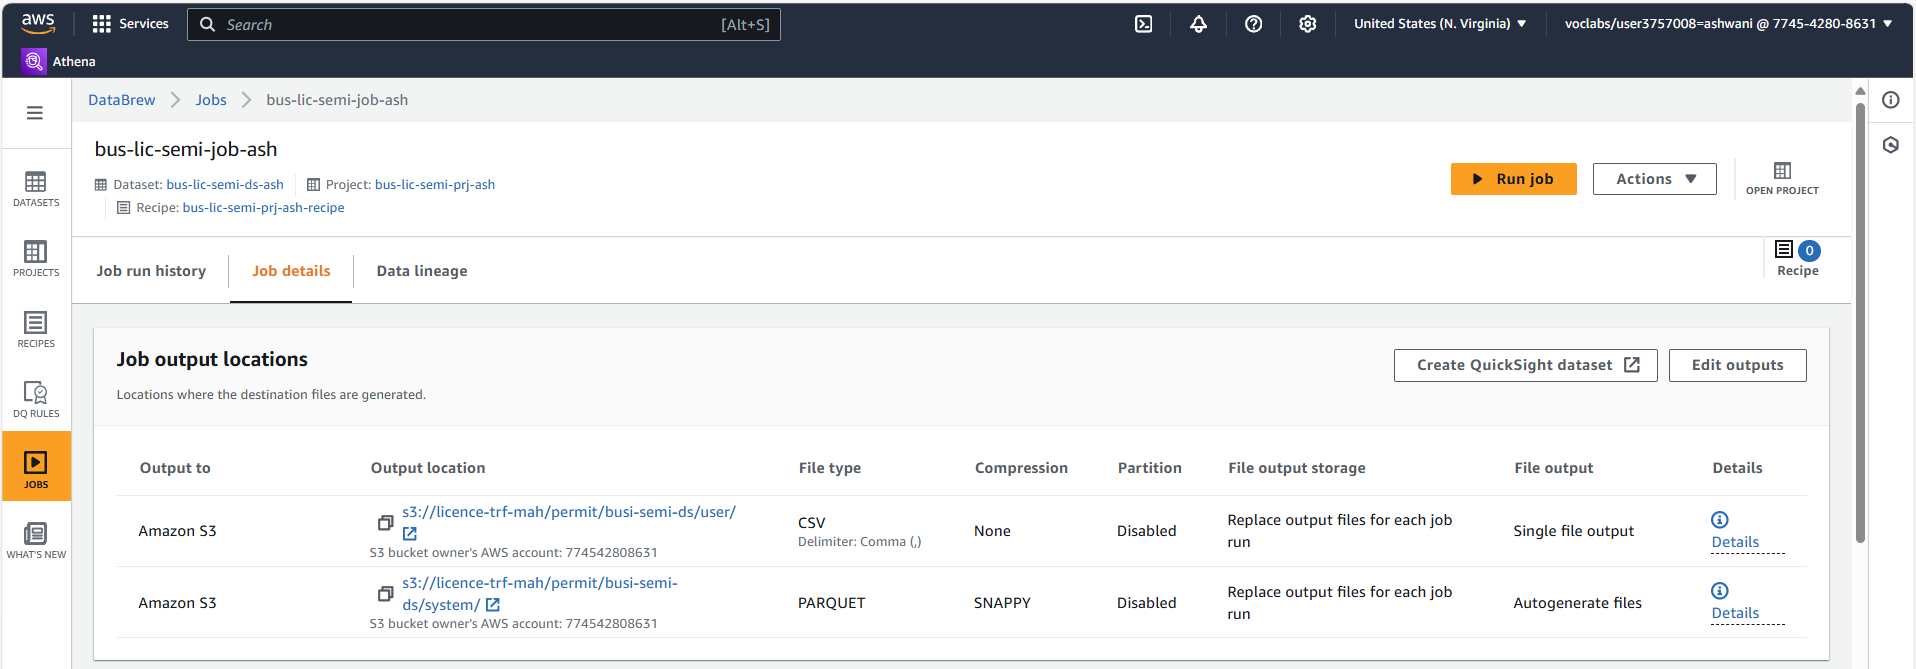 aws
Services
Search [Alt+S]
United States (N. Virginia)
voclabs/user3757008=ashwani @ 7745-4280-8631
Athena
DataBrew > Jobs > bus-lic-semi-job-ash
bus-lic-semi-job-ash
Dataset: bus-lic-semi-ds-ash
Project: bus-lic-semi-prj-ash
Recipe: bus-lic-semi-prj-ash-recipe
Run job
Actions
OPEN PROJECT
DATASETS
PROJECTS
RECIPES
DQ RULES
JOBS
WHAT'S NEW
Job run history
Job details
Data lineage
0
Recipe
Job output locations
Locations where the destination files are generated.
Create QuickSight dataset
Edit outputs
Output to Output location File type Compression Partition File output storage File output Details
Amazon S3
s3://licence-trf-mah/permit/busi-semi-ds/user/
S3 bucket owner's AWS account: 774542808631
CSV
Delimiter: Comma (,)
None
Disabled
Replace output files for each job
run
Single file output
Details
Amazon S3
s3://licence-trf-mah/permit/busi-semi-
ds/system/
S3 bucket owner's AWS account: 774542808631
PARQUET
SNAPPY
Disabled
Replace output files for each job
run
Autogenerate files
Details